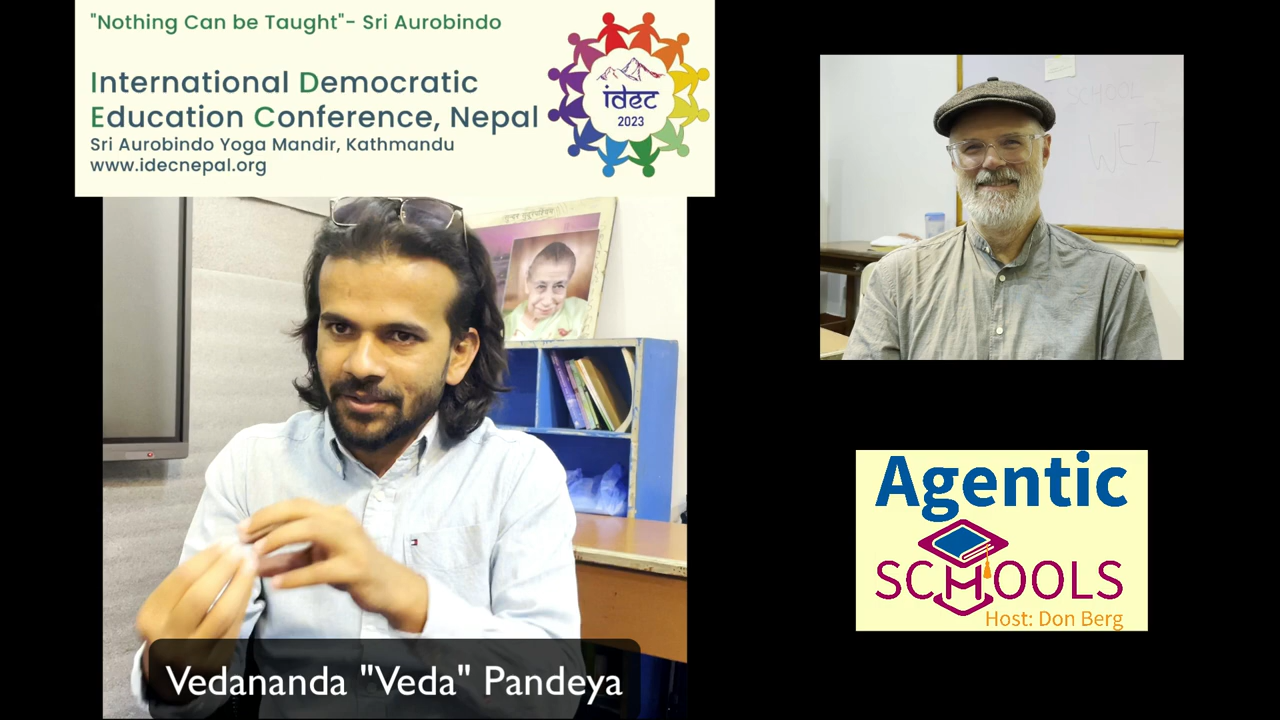 "Nothing Can be Taught"- Sri Aurobindo
International Democratic
Education Conference, Nepal
Sri Aurobindo Yoga Mandir, Kathmandu
www.idecnepal.org
idec
2023
WEI
Agentic
SCHOOLS
Host: Don Berg
Vedananda "Veda" Pandeya